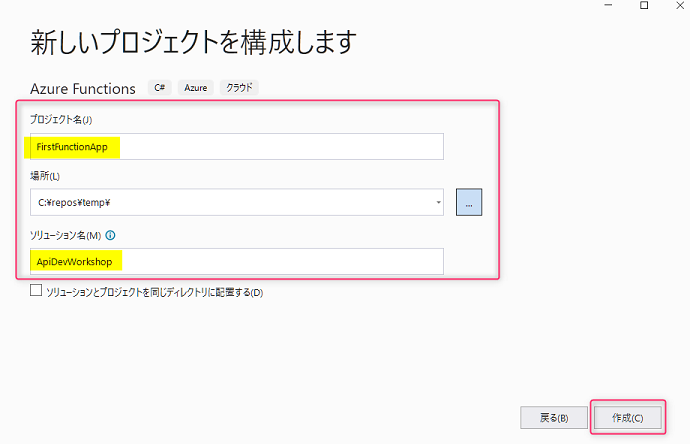 新しいプロジェクトを構成します
Azure Functions C# Azure クラウド
プロジェクト名(J)
FirstFunctionApp
場所(L)
C:¥repos¥temp¥
...
ソリューション名(M)
ApiDevWorkshop
ソリューションとプロジェクトを同じディレクトリに配置する(D)
戻る(B) 作成(C)